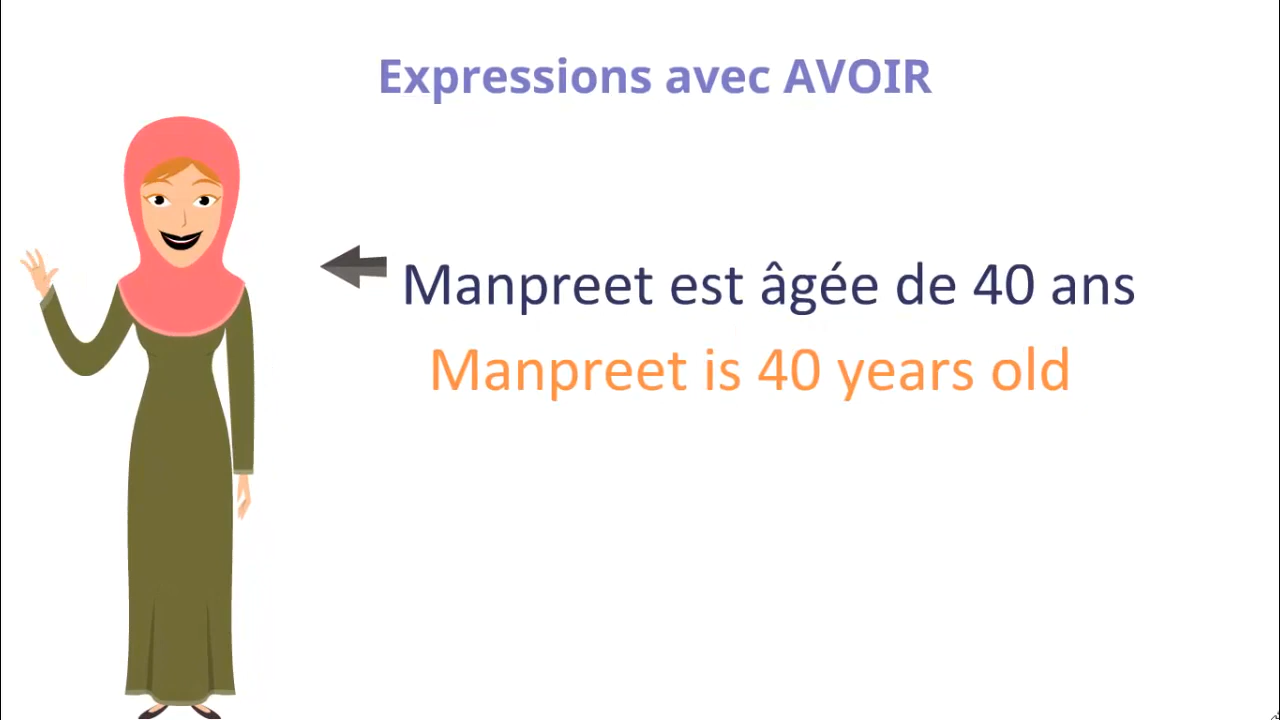 Expressions avec AVOIR
Manpreet est âgée de 40 ans
Manpreet is 40 years old